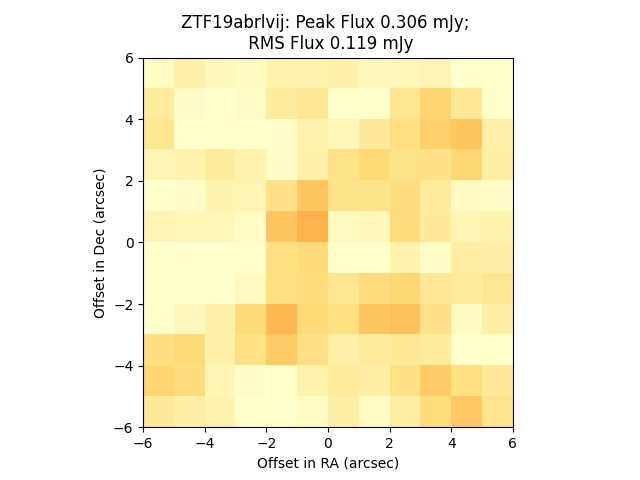 ZTF19abrlvij: Peak Flux 0.306 mJy;
RMS Flux 0.119 mJy
6
4
2
0
−2
−4
−6
Offset in Dec (arcsec)
−6 −4 −2 0 2 4 6
Offset in RA (arcsec)